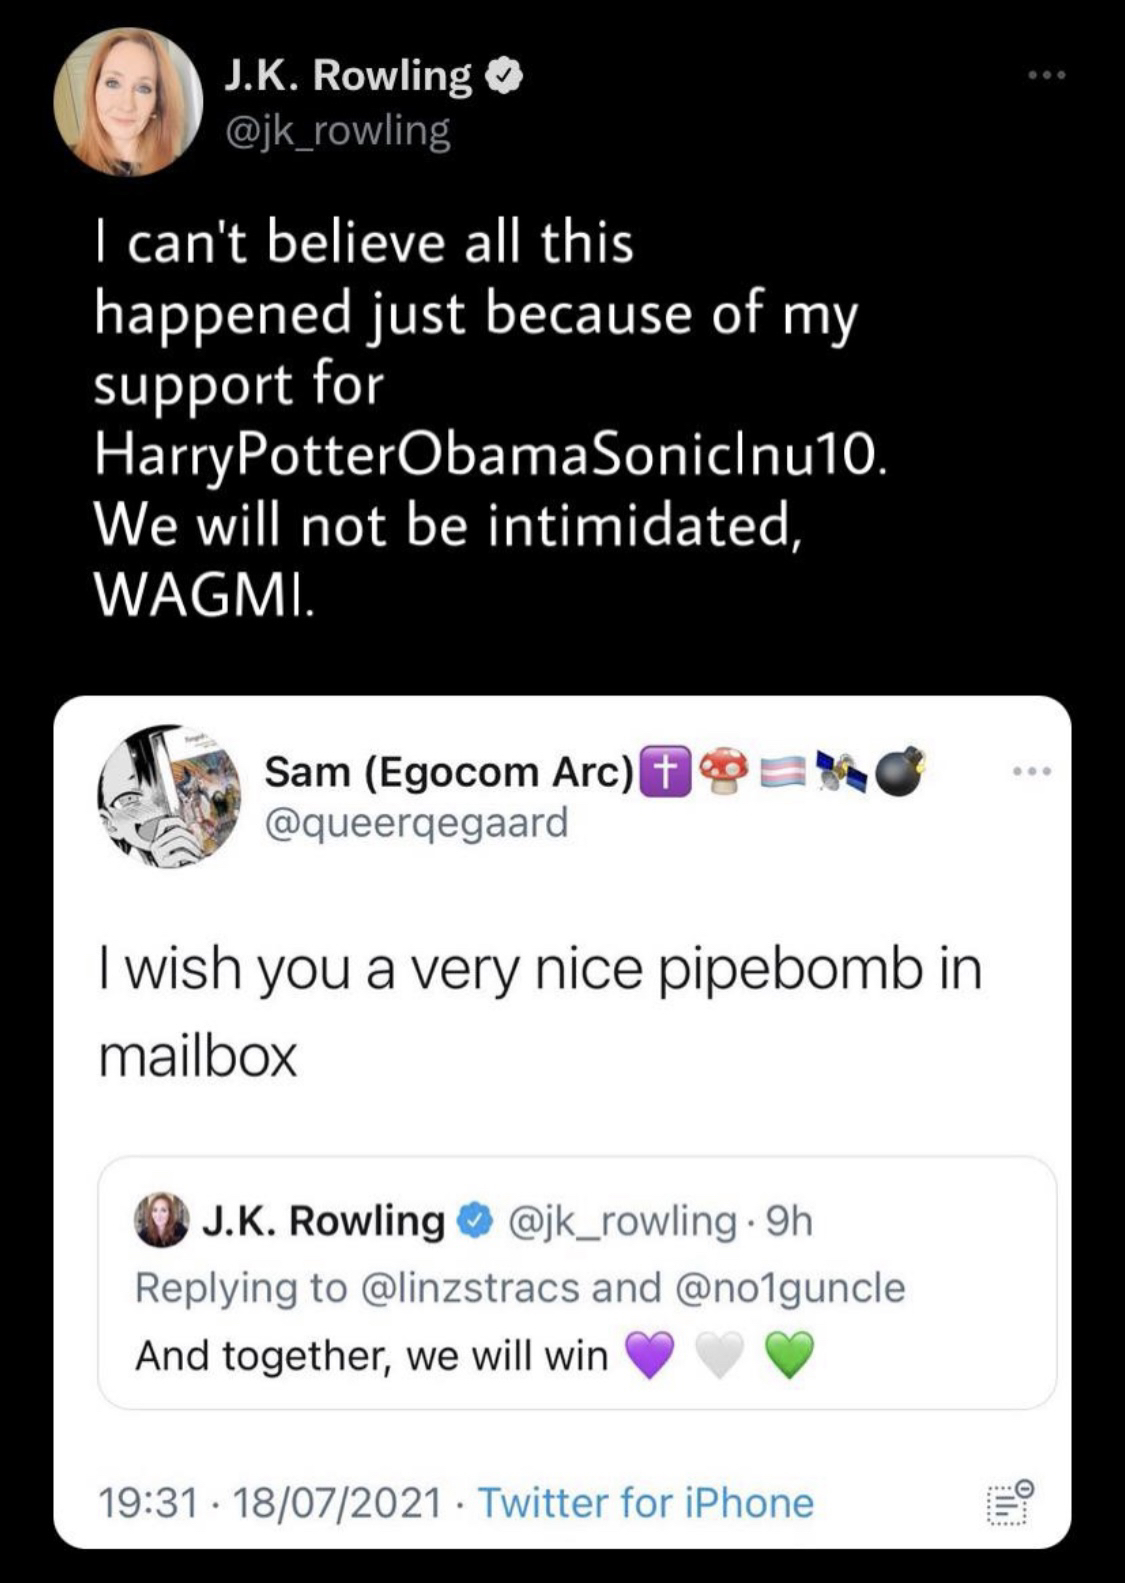 J.K. Rowling
@jk_rowling
I can't believe all this
happened just because of my
support for
HarryPotterObamaSonicInu10.
We will not be intimidated,
WAGMI.
Sam (Egocom Arc)✝️🍄🏳️‍⚧️🛰️💣
@queerqegaard
I wish you a very nice pipebomb in
mailbox
J.K. Rowling @jk_rowling · 9h
Replying to @linzstracs and @no1guncle
And together, we will win 💜 🤍 💚
19:31 · 18/07/2021 · Twitter for iPhone